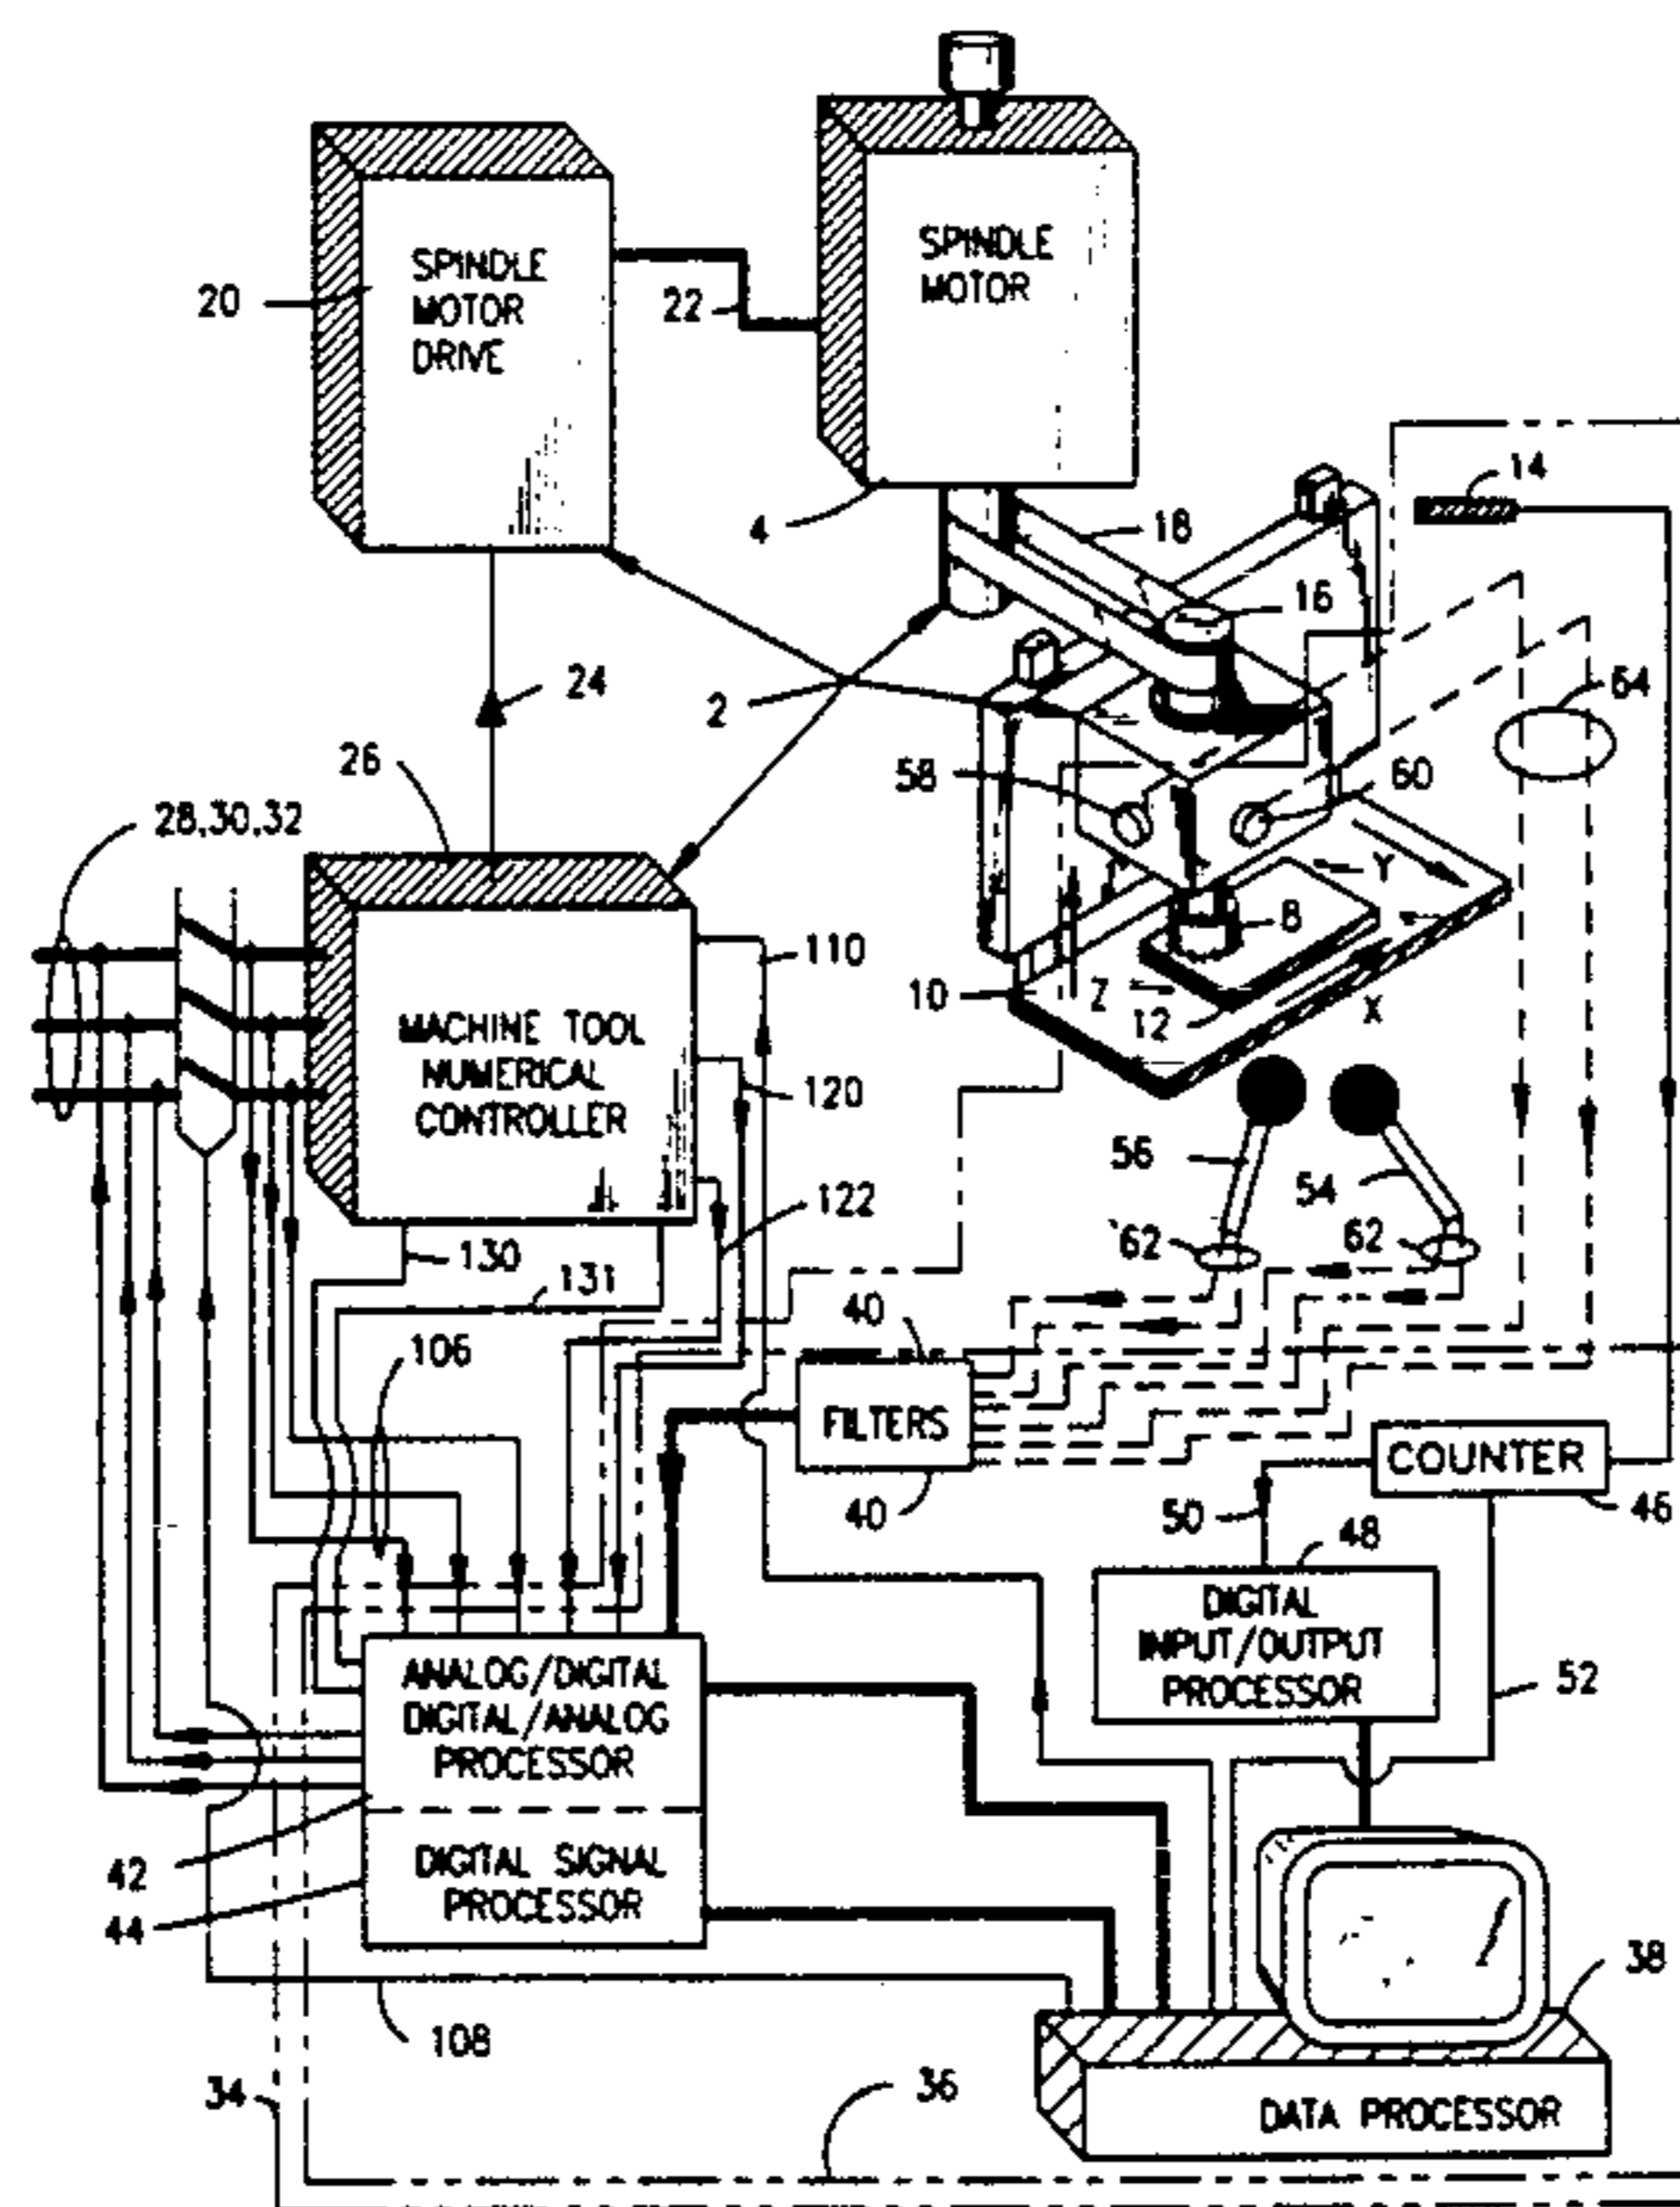 SPINDLE
MOTOR
DRIVE
SPINDLE
MOTOR
20
22
14
4
18
16
24
2
64
26
58
60
28,30,32
Y
8
110
10
Z
12
X
MACHINE TOOL
NUMERICAL
CONTROLLER
120
56
54
122
62
62
130
131
40
106
FILTERS
COUNTER
40
50
46
48
DIGITAL
INPUT/OUTPUT
PROCESSOR
52
ANALOG/DIGITAL
DIGITAL/ANALOG
PROCESSOR
42
DIGITAL SIGNAL
PROCESSOR
44
38
108
34
36
DATA PROCESSOR